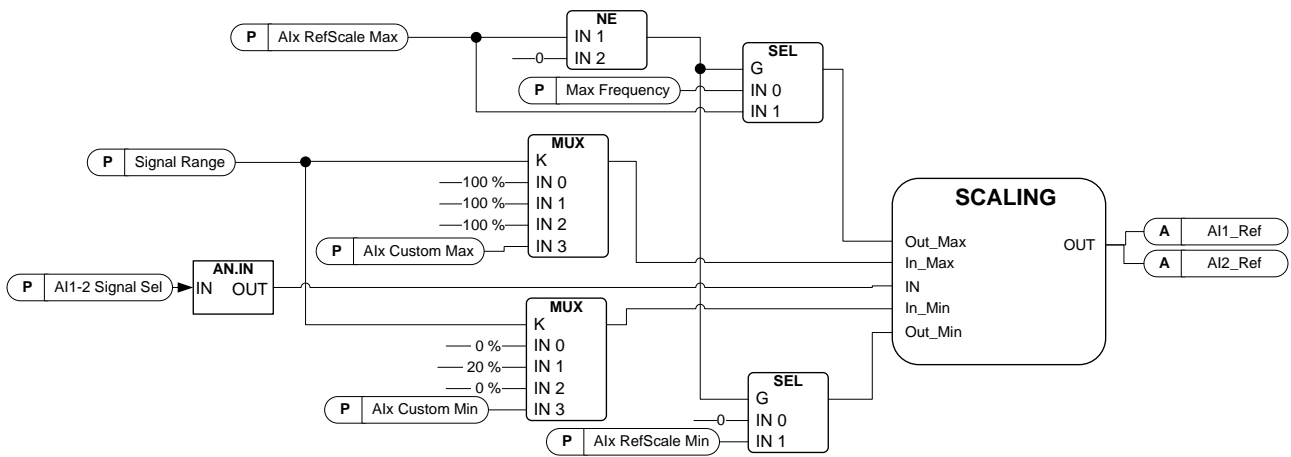 NE
P AIx RefScale Max
IN 1
0 IN 2
SEL
G
P Max Frequency
IN 0
IN 1
MUX
P Signal Range
K
100 % IN 0
100 % IN 1
100 % IN 2
P AIx Custom Max
IN 3
SCALING
Out_Max
OUT
A AI1_Ref
In_Max
A AI2_Ref
AN.IN
P AI1-2 Signal Sel
IN OUT
IN
MUX
In_Min
K
Out_Min
0 % IN 0
20 % IN 1
0 % IN 2
P AIx Custom Min
IN 3
SEL
G
0 IN 0
P AIx RefScale Min
IN 1